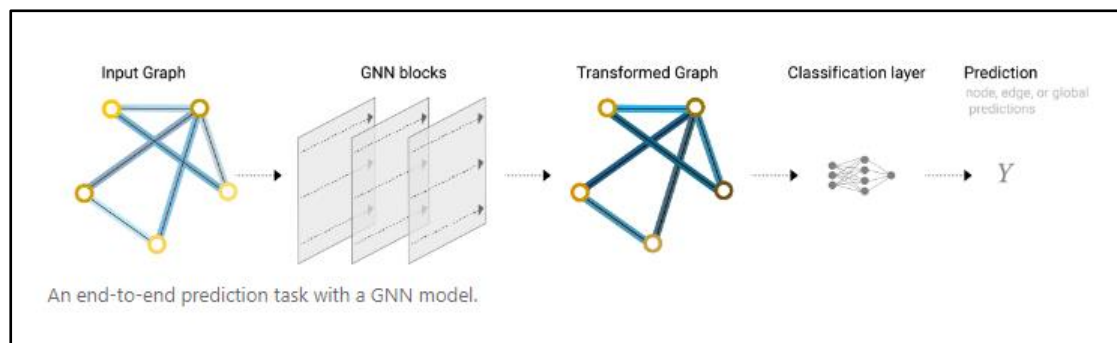 Input Graph
GNN blocks
Transformed Graph
Classification layer
Prediction
node, edge, or global
predictions
Y
An end-to-end prediction task with a GNN model.